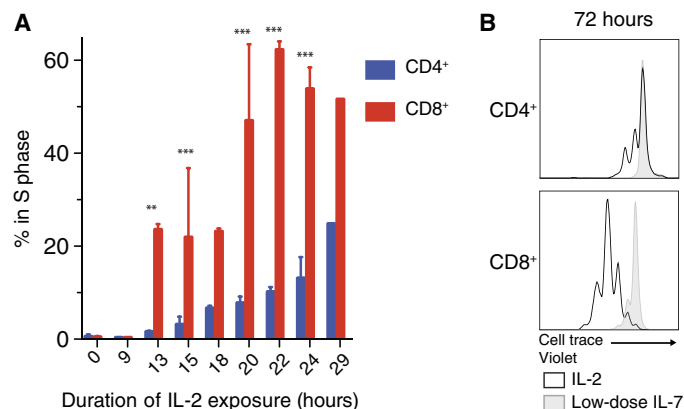 A
60
40
20
0
% in S phase
**
***
***
***
***
0 9 13 15 18 20 22 24 29
Duration of IL-2 exposure (hours)
CD4+
CD8+
B
72 hours
CD4+
CD8+
Cell trace
Violet
IL-2
Low-dose IL-7